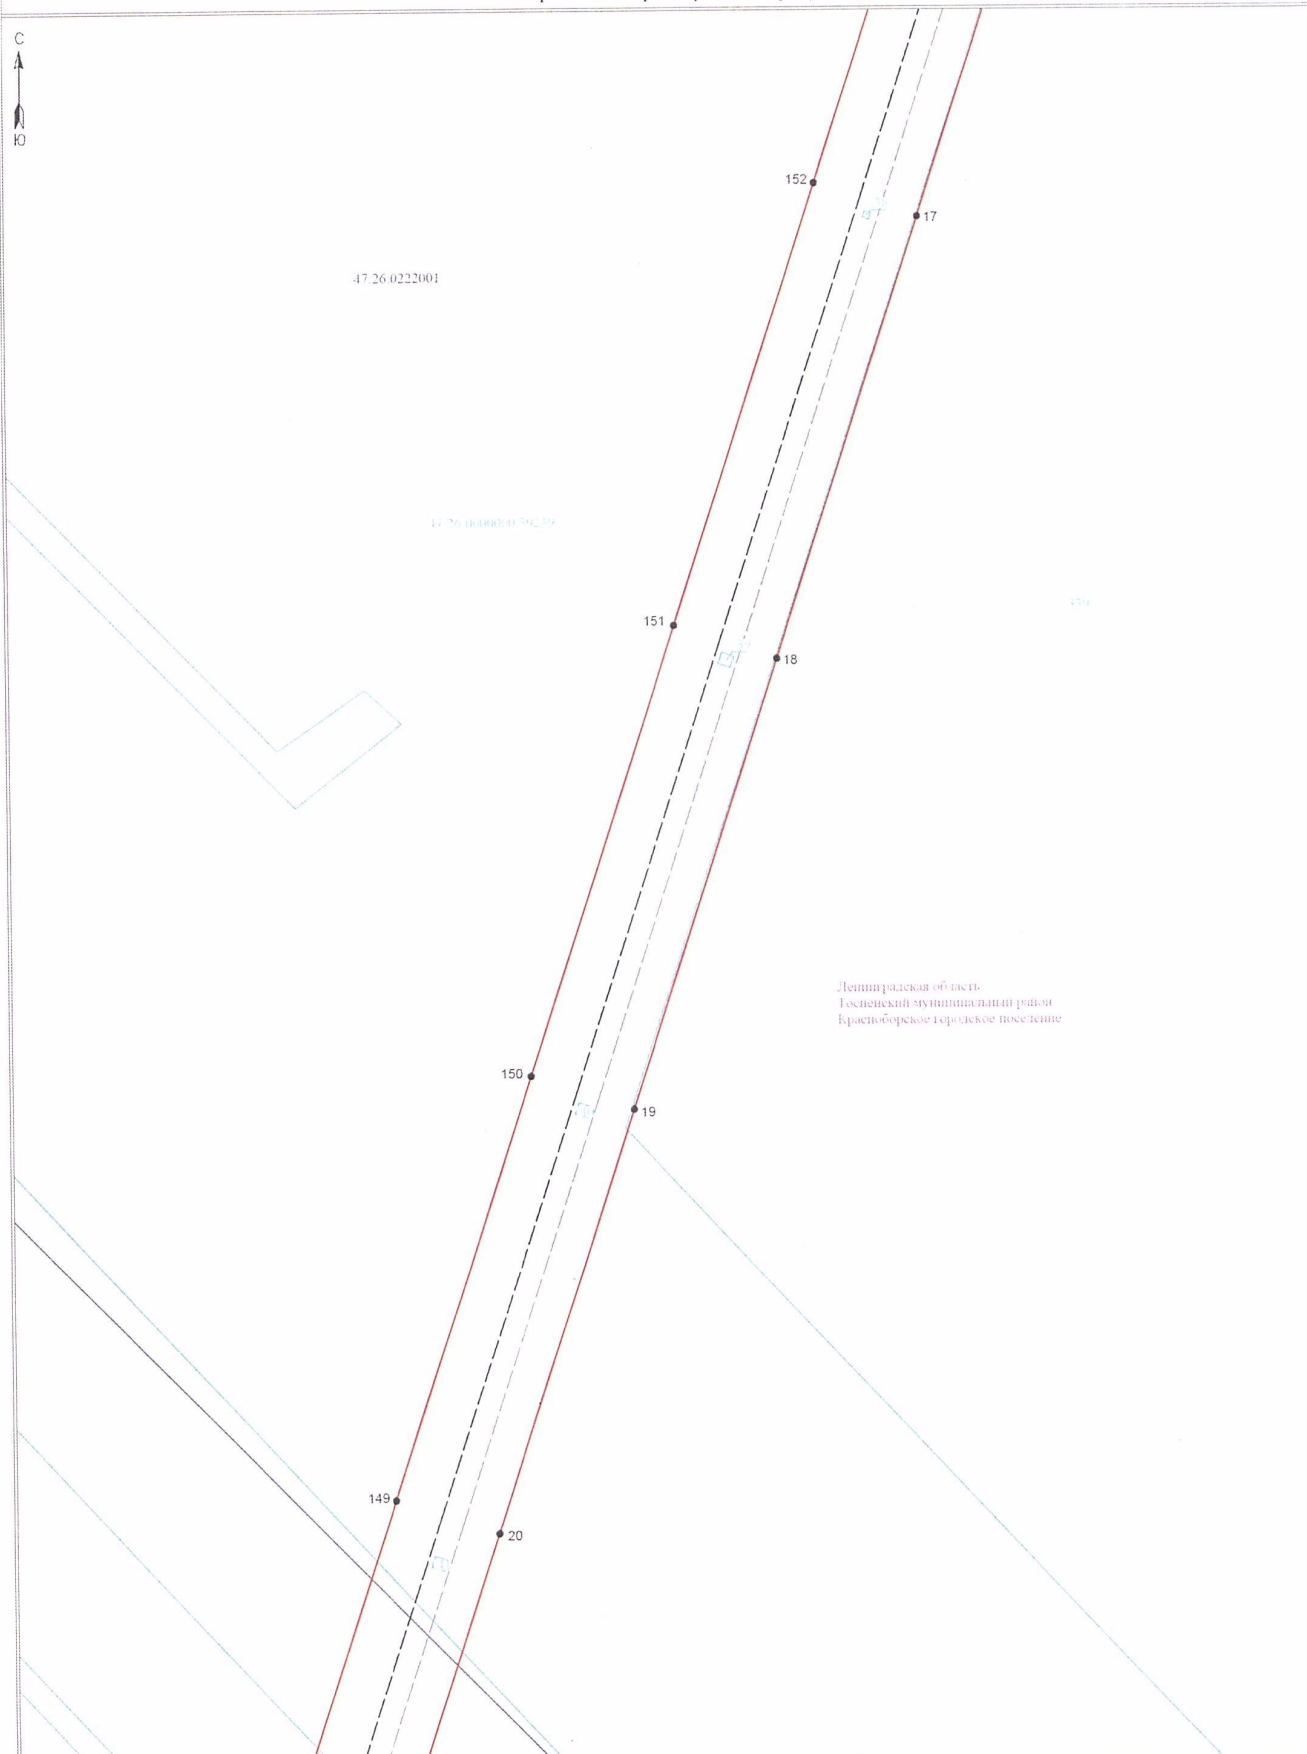 С
Ю
152
17
47:26:0222001
151
18
Ленинградская область
Тосненский муниципальный район
Красноборское городское поселение
150
19
149
20